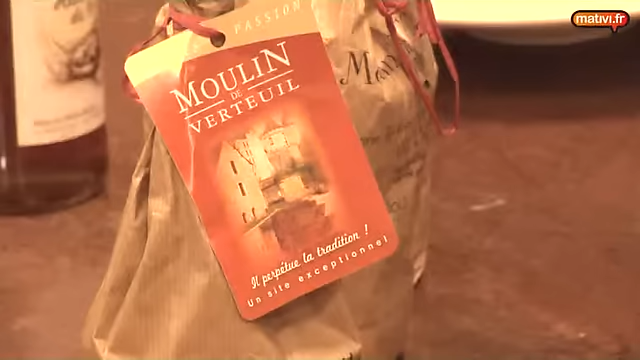 mativi.fr
PASSION
MOULIN
DE
VERTEUIL
Il perpétue la tradition !
Un site exceptionnel